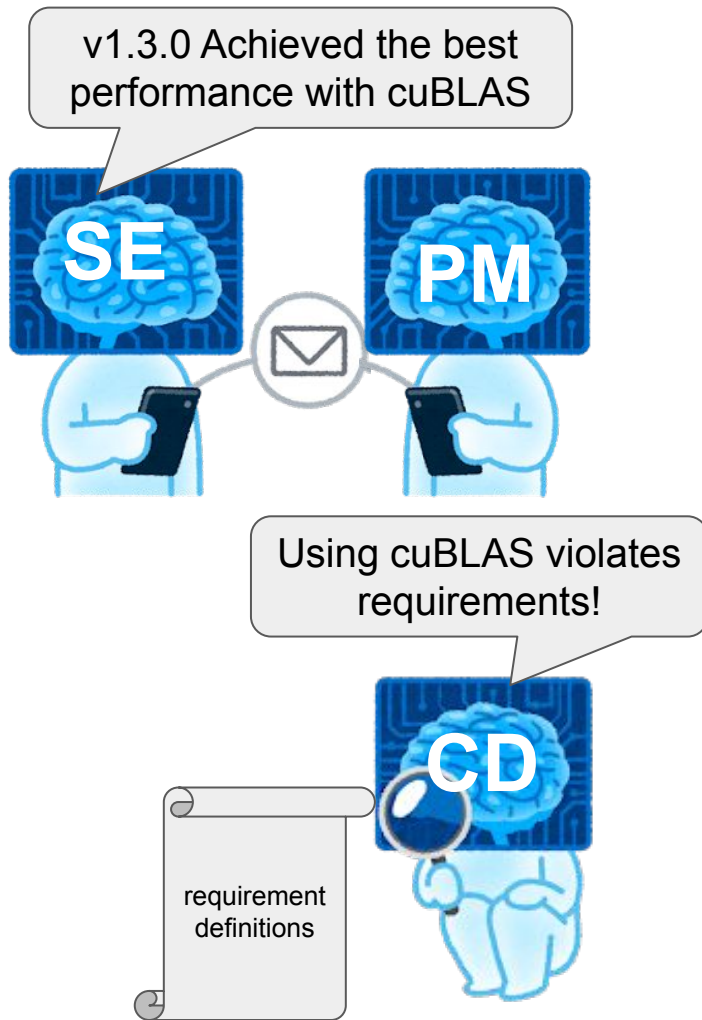 v1.3.0 Achieved the best
performance with cuBLAS
SE
PM
Using cuBLAS violates
requirements!
CD
requirement
definitions